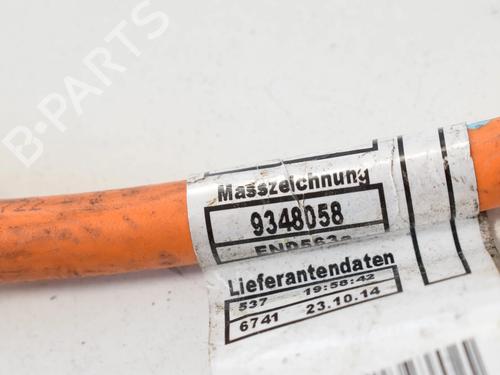 B-PARTS
Masszeichnung
9348058
Lieferantendaten
537 19:58:42
6741 23.10.14